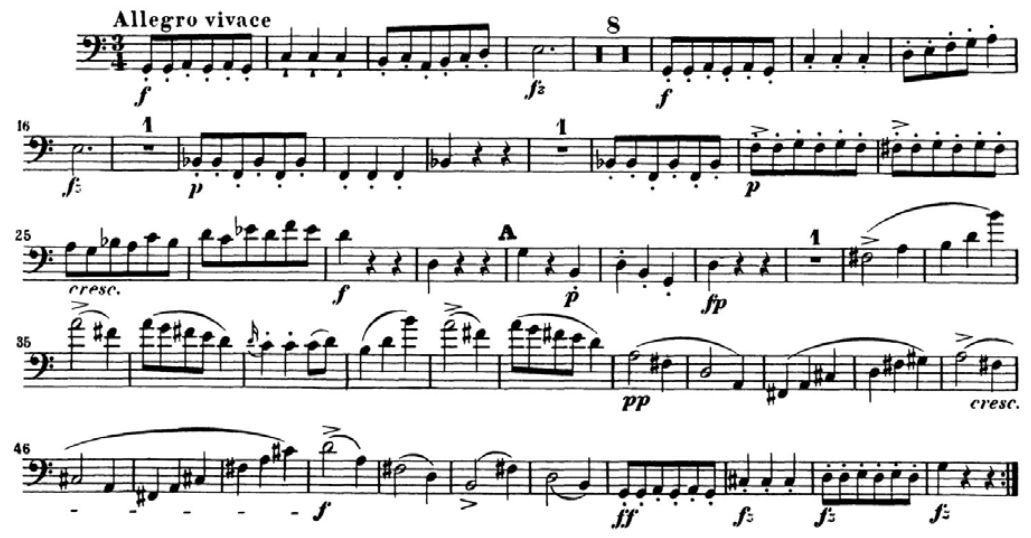 Allegro vivace
3 8
4
f fz f
16 1 1
fz p p
25 A 1
cresc. f p fp
35
pp cresc.
46
f ff fz fz fz